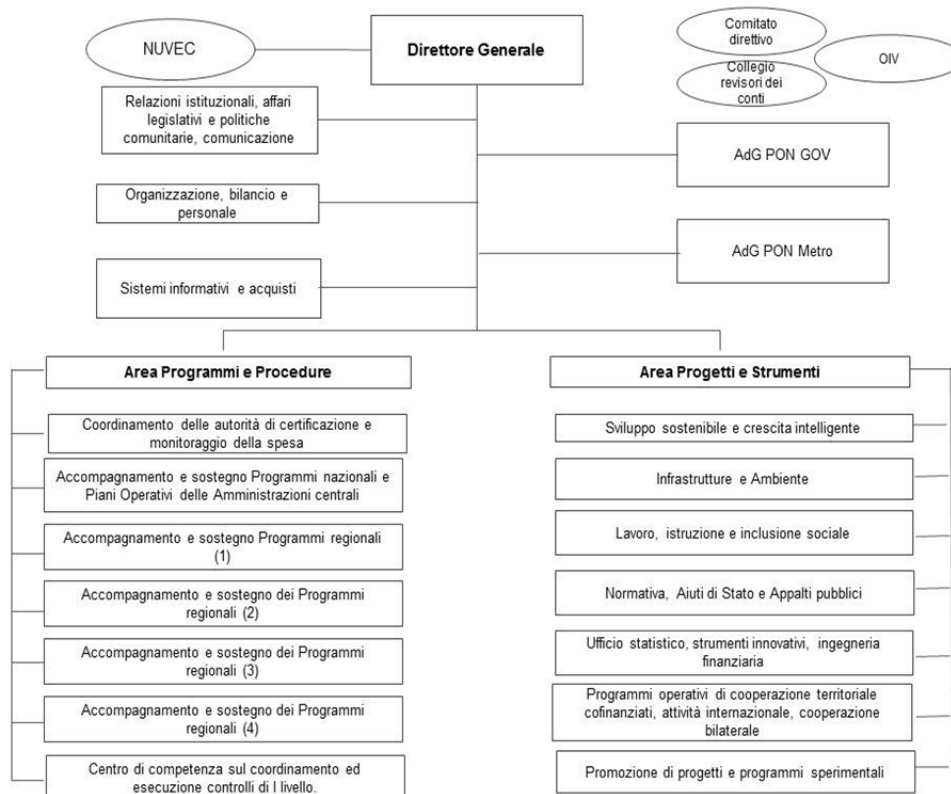 NUVEC
Direttore Generale
Comitato
direttivo
OIV
Collegio
revisori dei
conti
Relazioni istituzionali, affari
legislativi e politiche
comunitarie, comunicazione
AdG PON GOV
Organizzazione, bilancio e
personale
AdG PON Metro
Sistemi informativi e acquisti
Area Programmi e Procedure
Coordinamento delle autorità di certificazione e
monitoraggio della spesa
Accompagnamento e sostegno Programmi nazionali e
Piani Operativi delle Amministrazioni centrali
Accompagnamento e sostegno Programmi regionali
(1)
Accompagnamento e sostegno dei Programmi
regionali (2)
Accompagnamento e sostegno dei Programmi
regionali (3)
Accompagnamento e sostegno dei Programmi
regionali (4)
Centro di competenza sul coordinamento ed
esecuzione controlli di I livello.
Area Progetti e Strumenti
Sviluppo sostenibile e crescita intelligente
Infrastrutture e Ambiente
Lavoro, istruzione e inclusione sociale
Normativa, Aiuti di Stato e Appalti pubblici
Ufficio statistico, strumenti innovativi, ingegneria
finanziaria
Programmi operativi di cooperazione territoriale
cofinanziati, attività internazionale, cooperazione
bilaterale
Promozione di progetti e programmi sperimentali